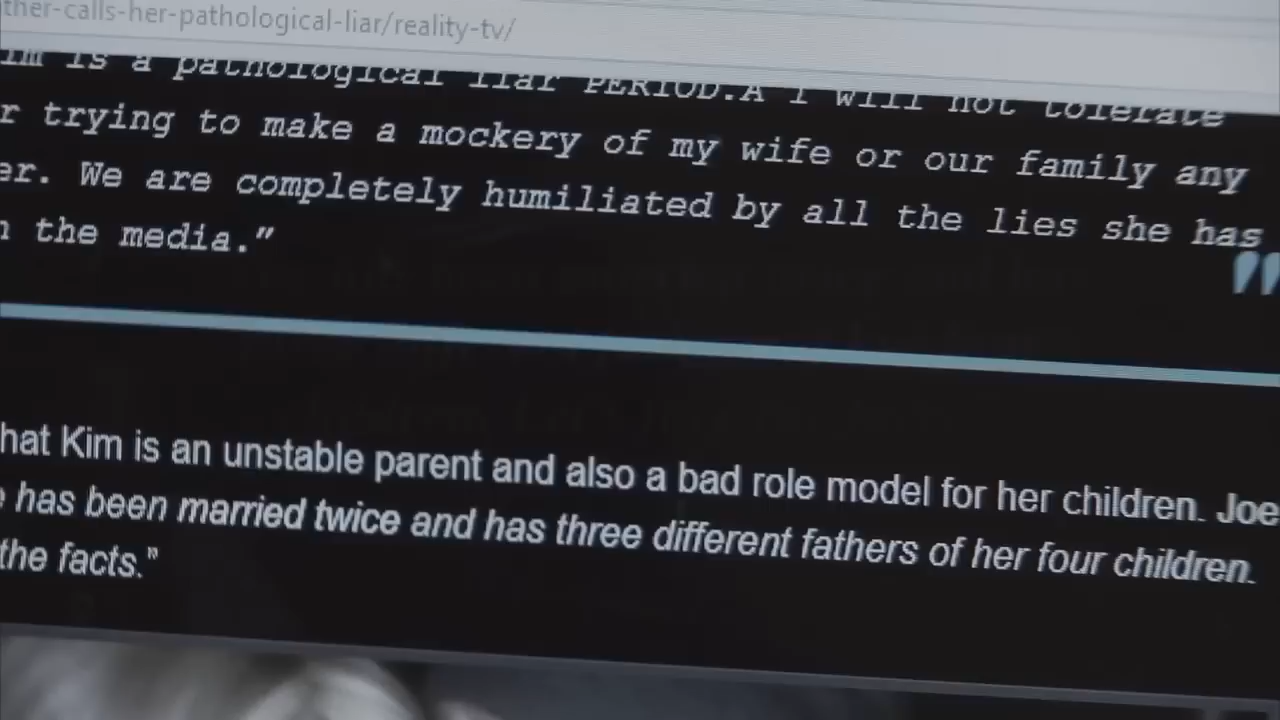 ther-calls-her-pathological-liar/reality-tv/
im is a pathological liar PERIOD.A I will not tolerate
r trying to make a mockery of my wife or our family any
er. We are completely humiliated by all the lies she has
n the media.”
"
hat Kim is an unstable parent and also a bad role model for her children. Joe
e has been married twice and has three different fathers of her four children.
the facts.”